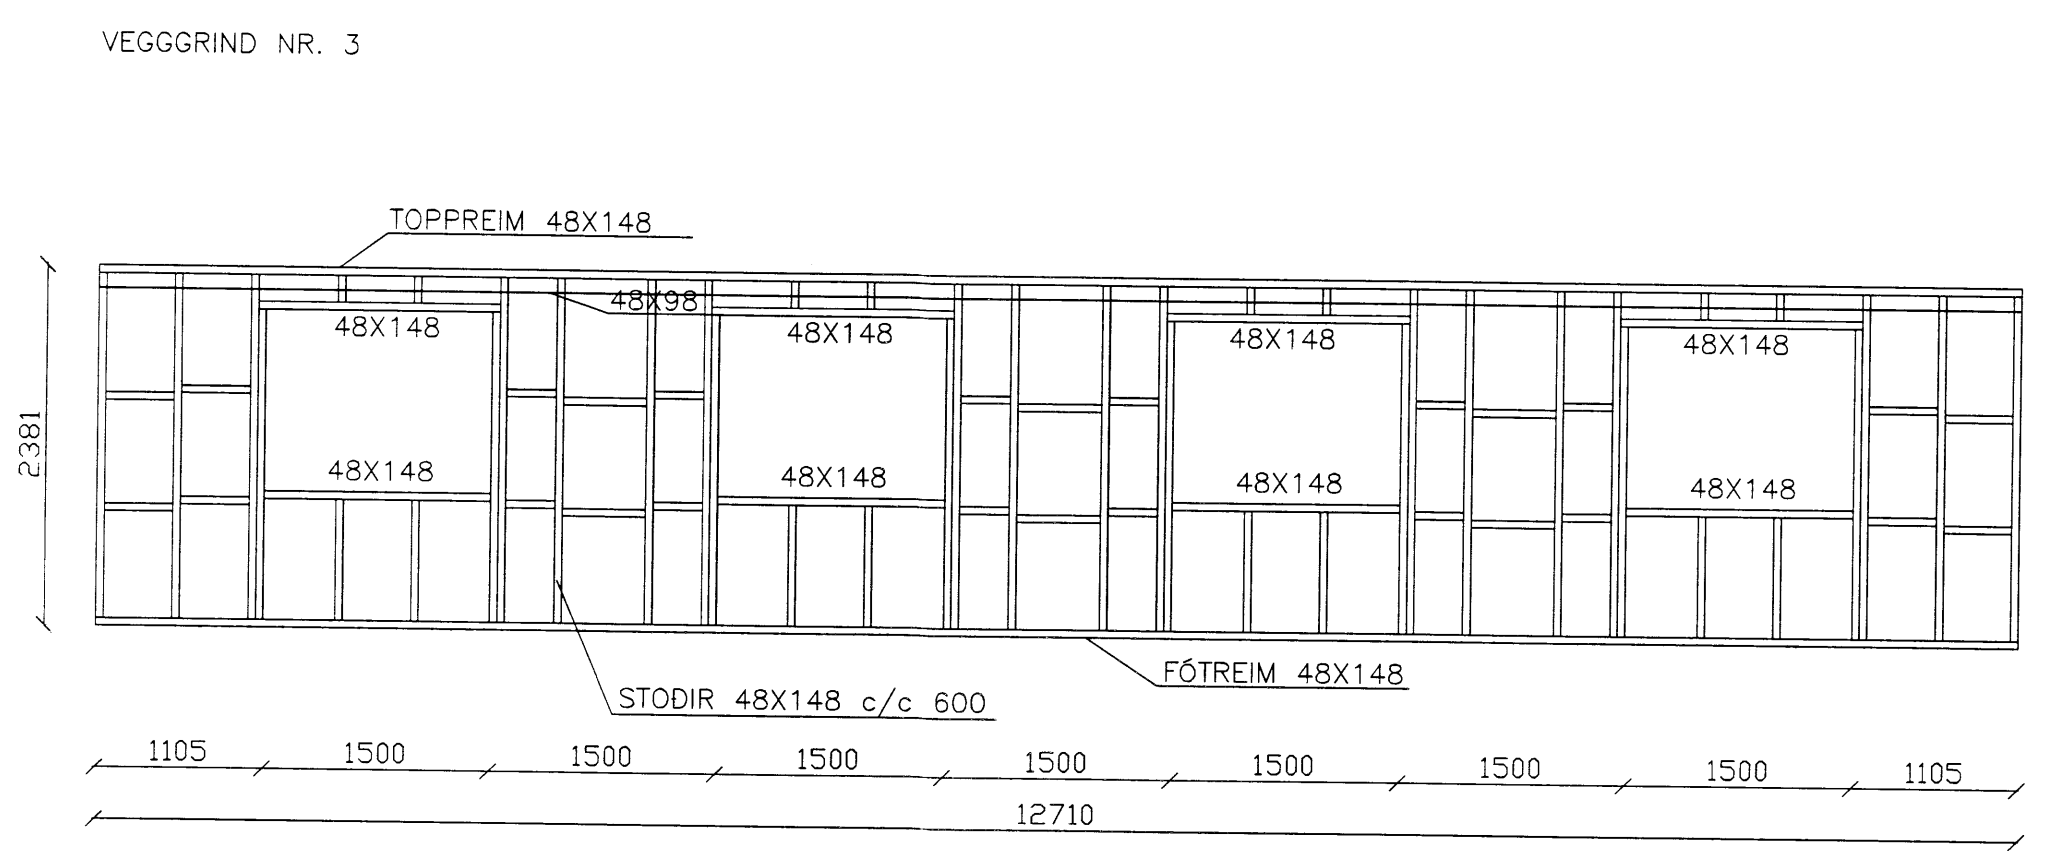 VEGGGRIND NR. 3
TOPPREIM 48X148
48X98
48X148
48X148
48X148
48X148
2381
48X148
48X148
48X148
48X148
FÓTREIM 48X148
STOÐIR 48X148 c/c 600
1105 1500 1500 1500 1500 1500 1500 1500 1105
12710